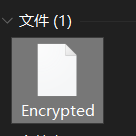 文件 (1)
Encrypted